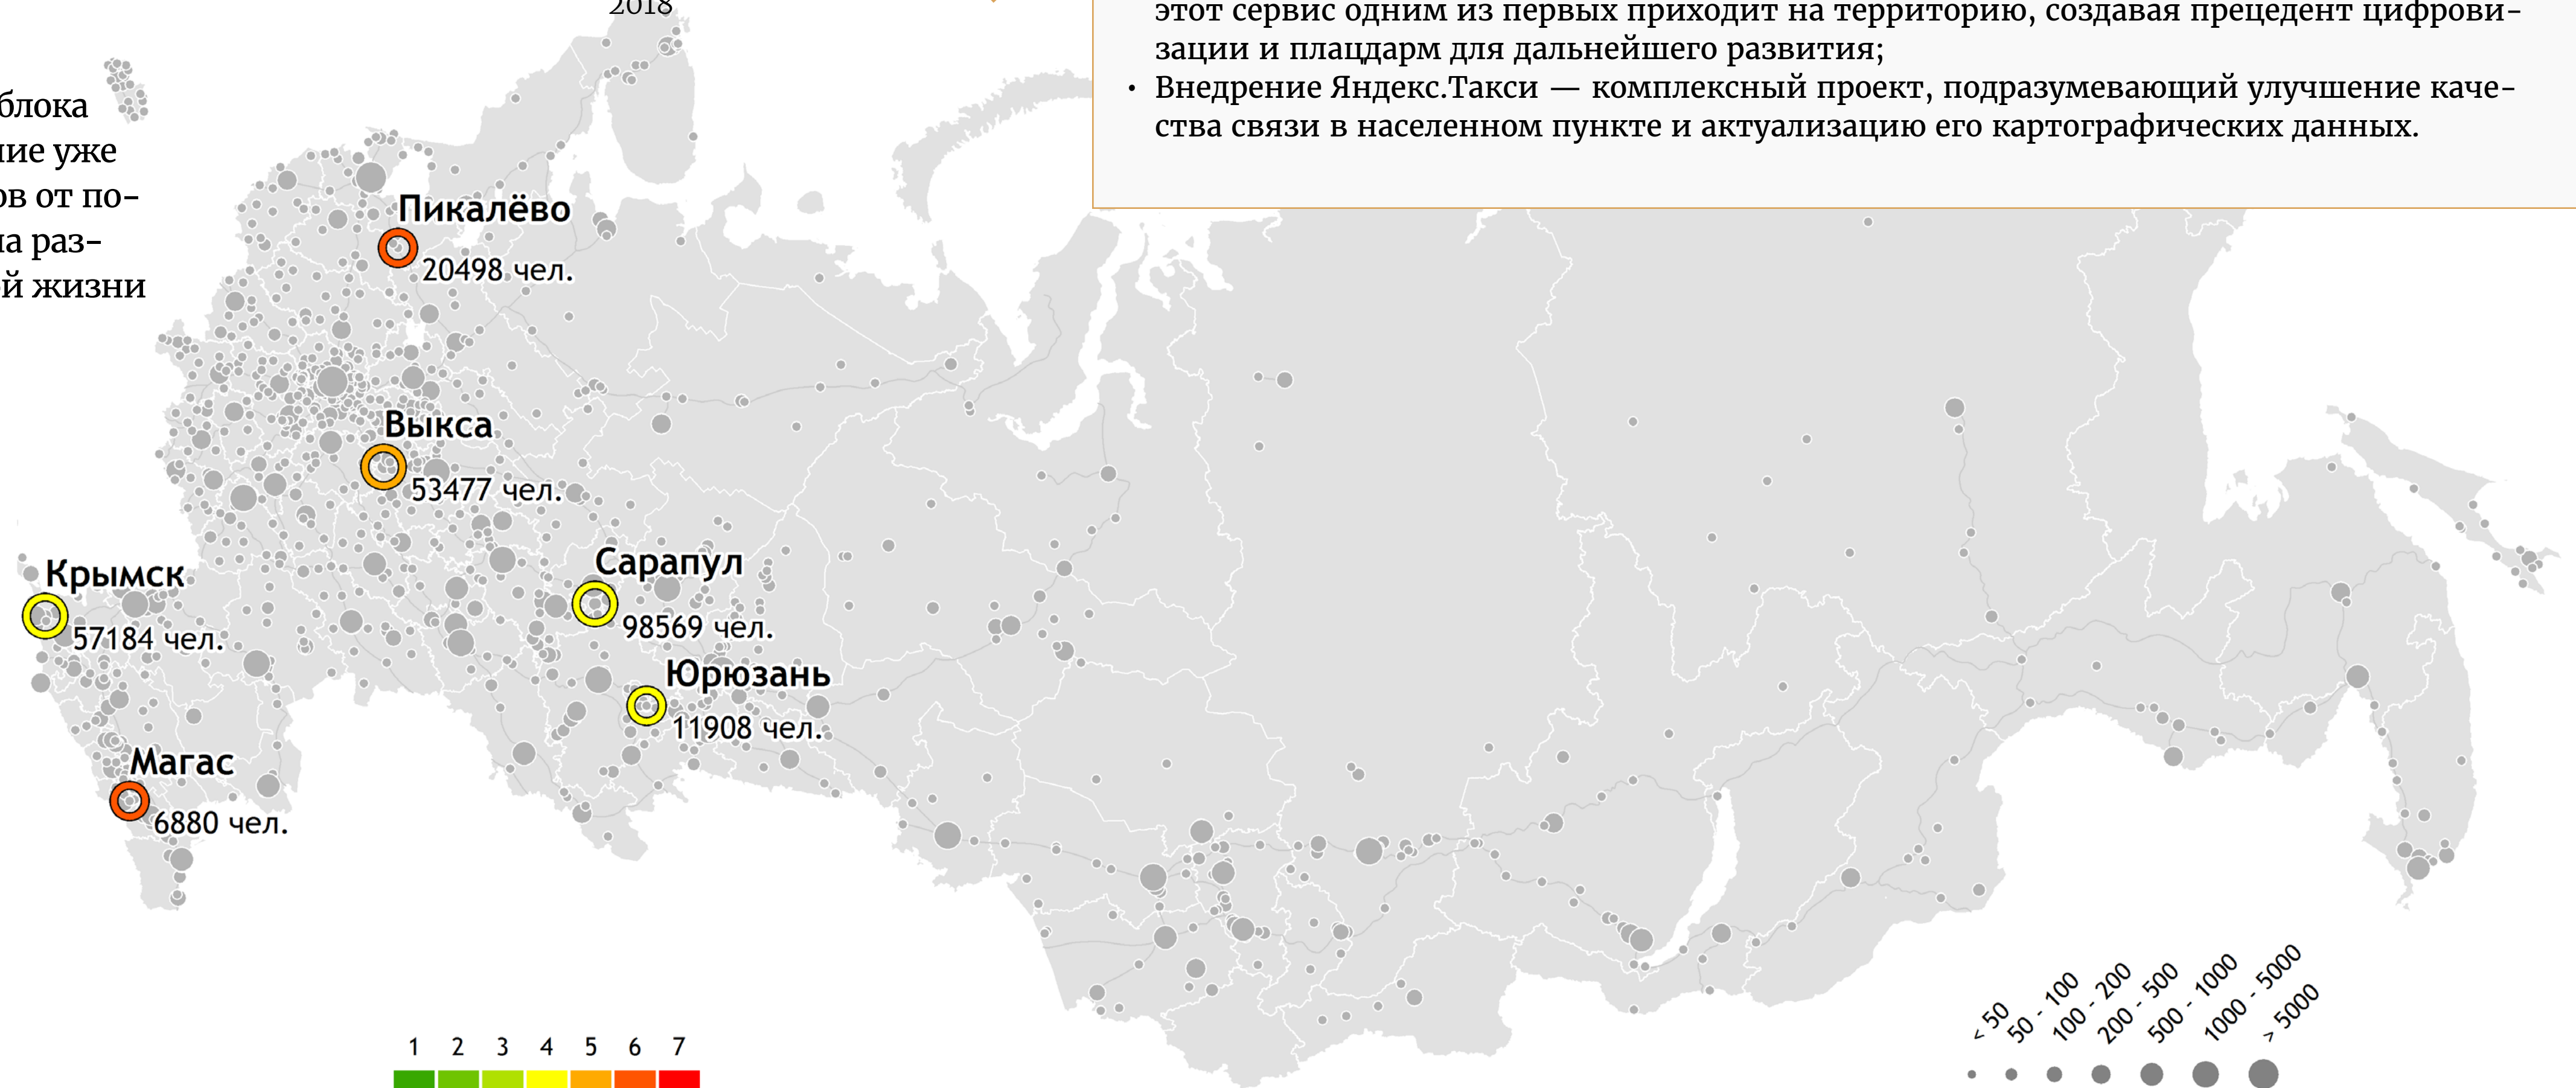 2018
этот сервис одним из первых приходит на территорию, создавая прецедент цифрови-
зации и плацдарм для дальнейшего развития;
• Внедрение Яндекс.Такси — комплексный проект, подразумевающий улучшение каче-
ства связи в населенном пункте и актуализацию его картографических данных.
блока
ние уже
ов от по-
на раз-
ой жизни
Пикалёво
20498 чел.
Выкса
53477 чел.
Крымск
57184 чел.
Сарапул
98569 чел.
Юрюзань
11908 чел.
Магас
6880 чел.
1 2 3 4 5 6 7
< 50
50 - 100
100 - 200
200 - 500
500 - 1000
1000 - 5000
> 5000